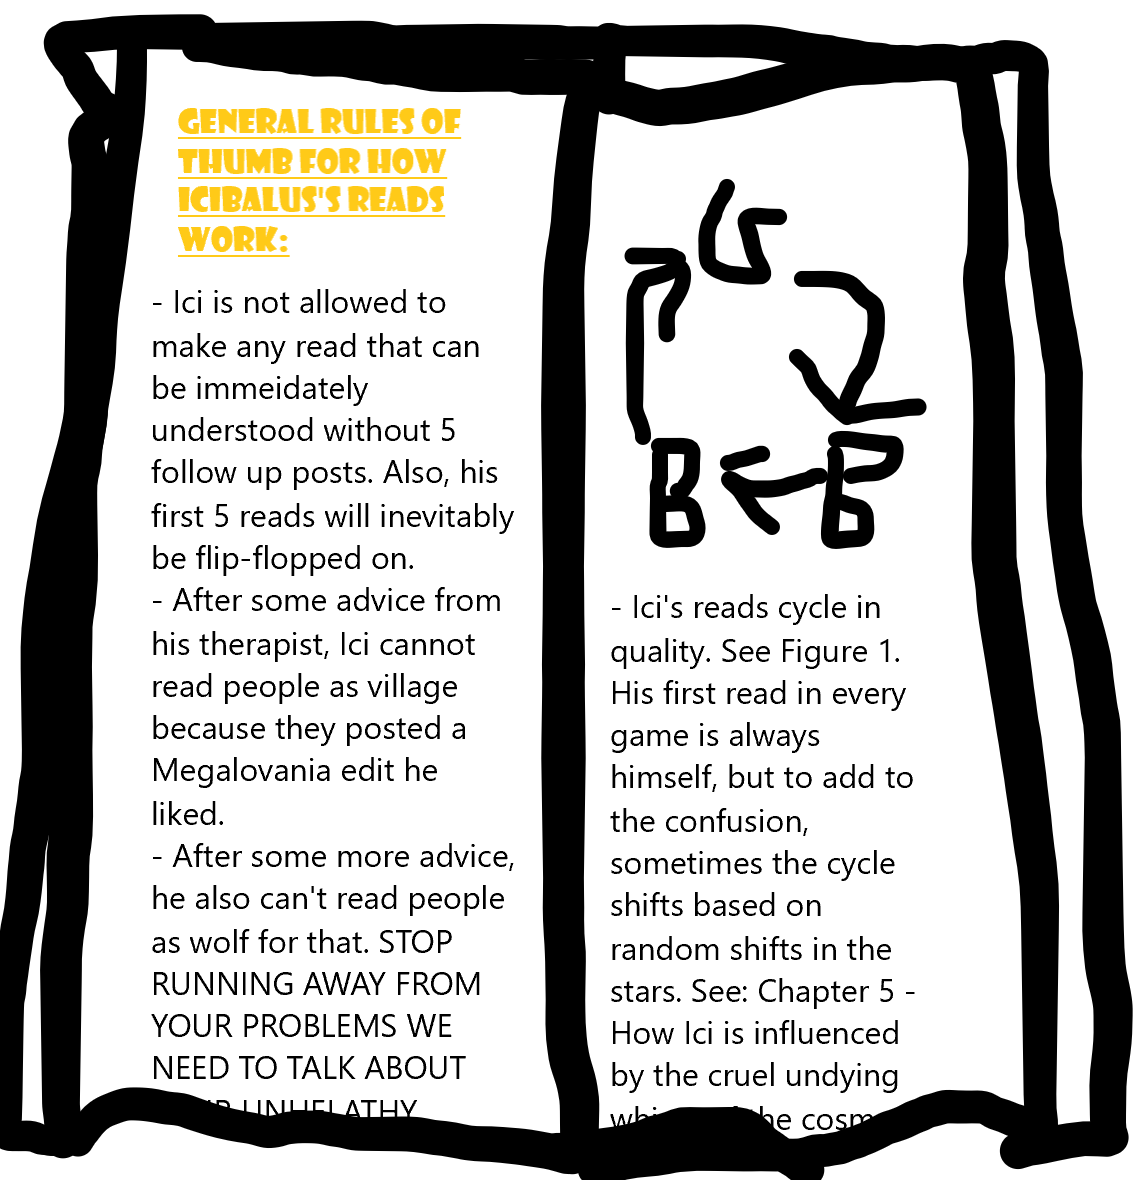 GENERAL RULES OF
THUMB FOR HOW
ICIBALUS'S READS
WORK:
- Ici is not allowed to
make any read that can
be immeidately
understood without 5
follow up posts. Also, his
first 5 reads will inevitably
be flip-flopped on.
- After some advice from
his therapist, Ici cannot
read people as village
because they posted a
Megalovania edit he
liked.
- After some more advice,
he also can't read people
as wolf for that. STOP
RUNNING AWAY FROM
YOUR PROBLEMS WE
NEED TO TALK ABOUT
UNHELATHY
G
B
B
- Ici's reads cycle in
quality. See Figure 1.
His first read in every
game is always
himself, but to add to
the confusion,
sometimes the cycle
shifts based on
random shifts in the
stars. See: Chapter 5 -
How Ici is influenced
by the cruel undying